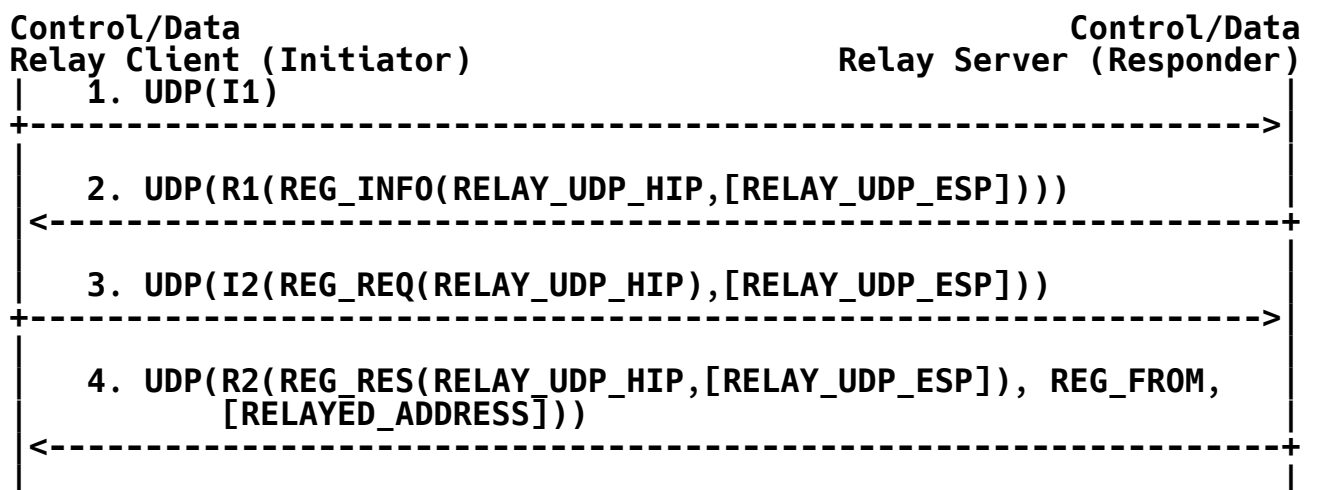 Control/Data Control/Data
Relay Client (Initiator) Relay Server (Responder)
1. UDP(I1)
2. UDP(R1(REG_INFO(RELAY_UDP_HIP,[RELAY_UDP_ESP])))
3. UDP(I2(REG_REQ(RELAY_UDP_HIP),[RELAY_UDP_ESP]))
4. UDP(R2(REG_RES(RELAY_UDP_HIP,[RELAY_UDP_ESP]), REG_FROM,
[RELAYED_ADDRESS]))